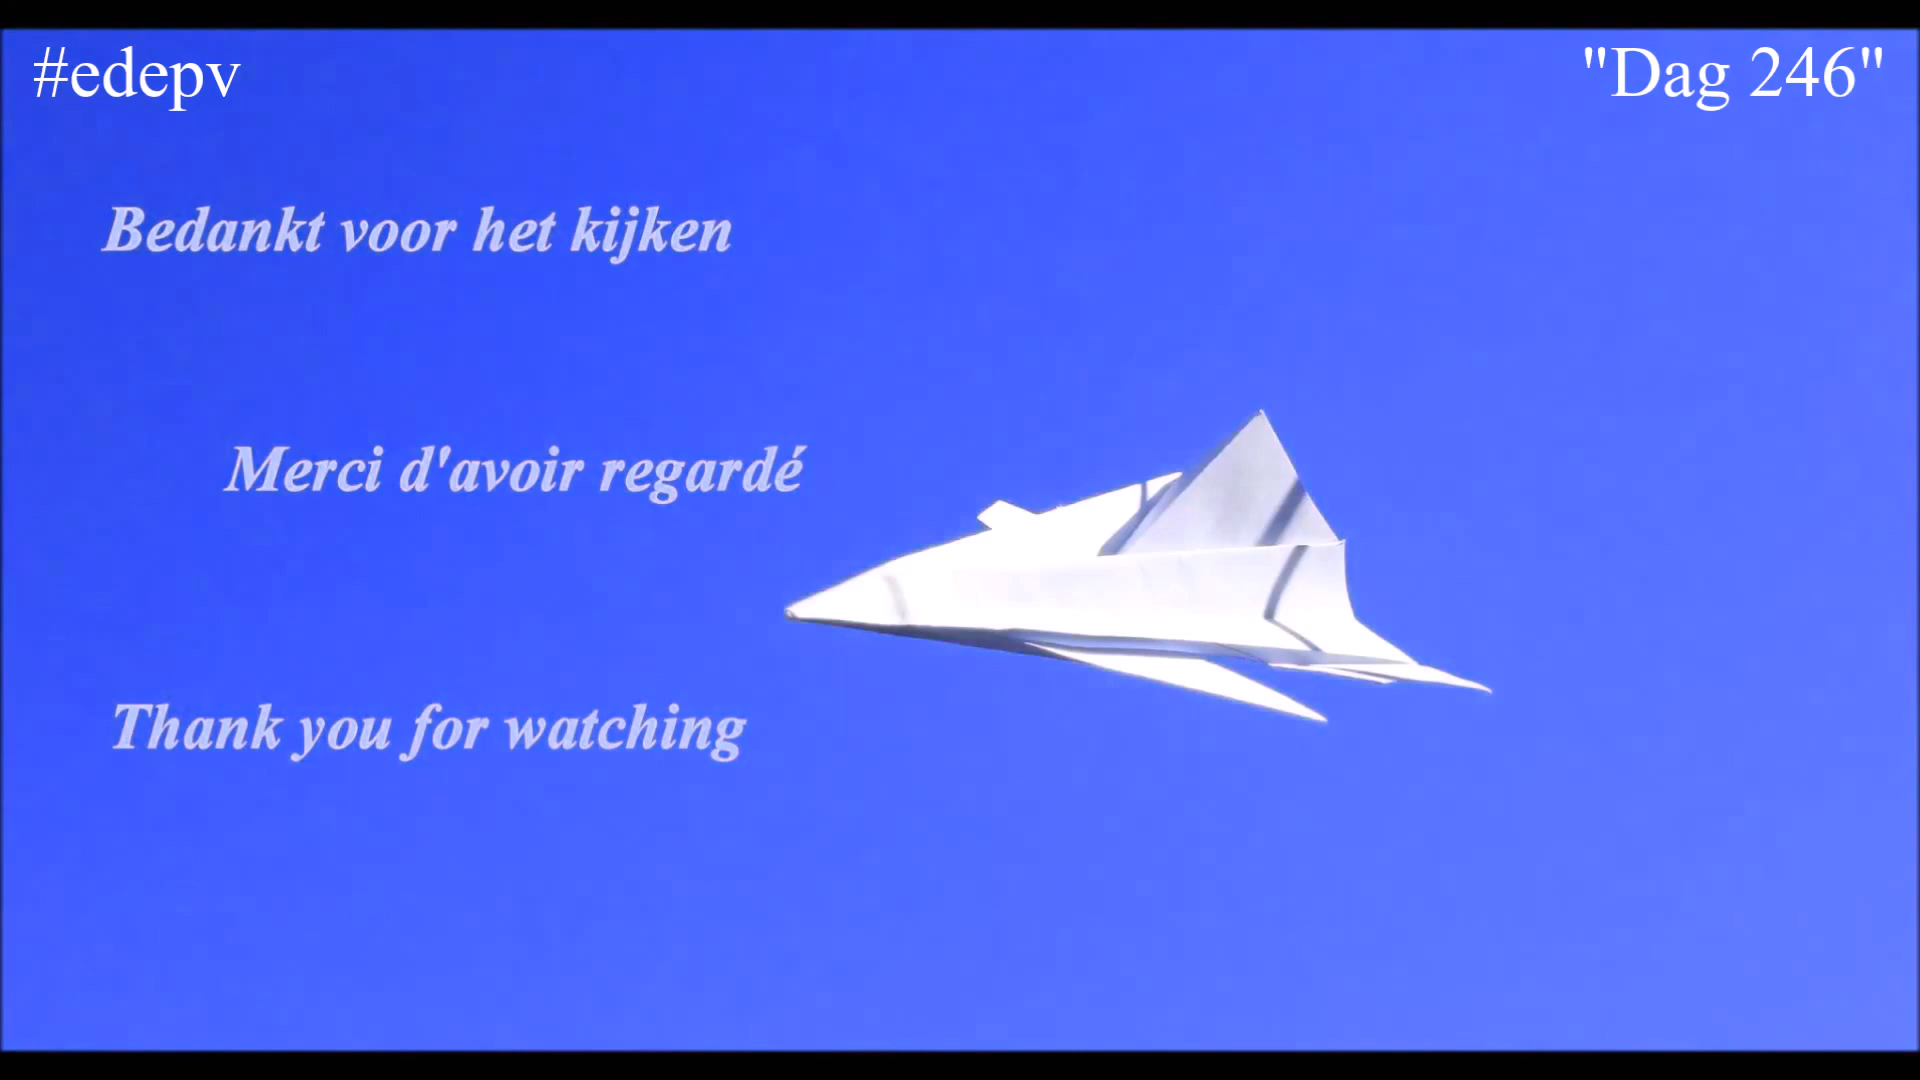 #edepv
"Dag 246"
Bedankt voor het kijken
Merci d'avoir regardé
Thank you for watching